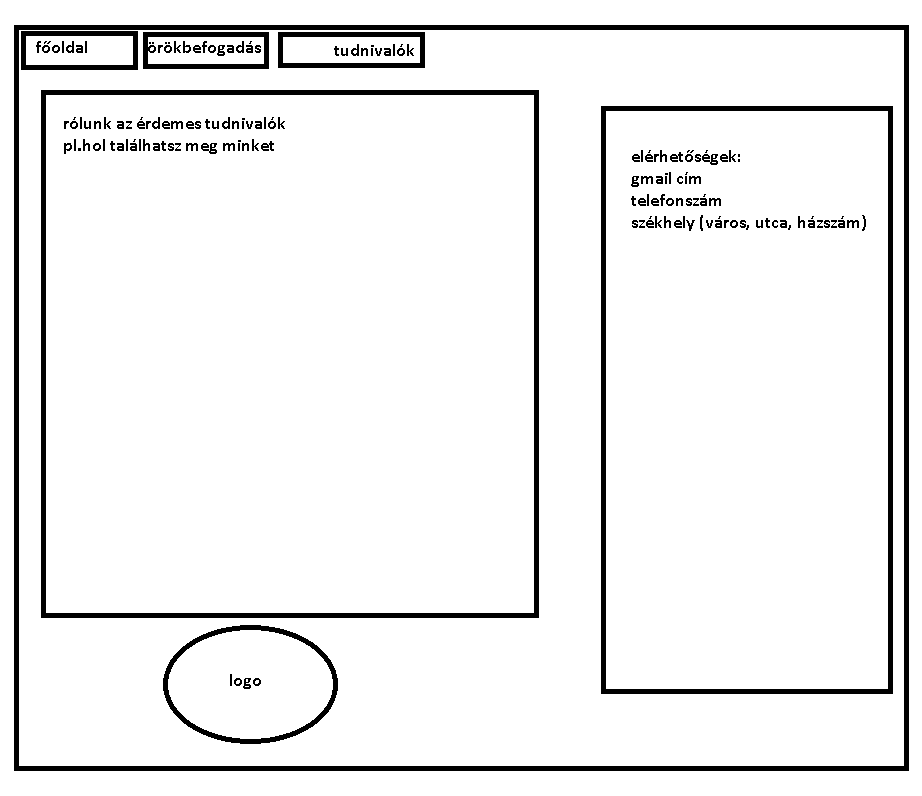 főoldal
örökbefogadás
tudnivalók
rólunk az érdemes tudnivalók
pl.hol találhatsz meg minket
elérhetőségek:
gmail cím
telefonszám
székhely (város, utca, házszám)
logo